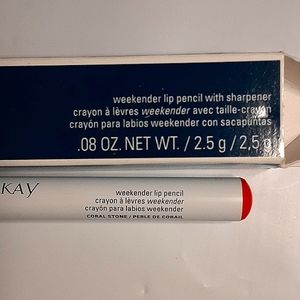 weekender lip pencil with sharpener
crayon à lèvres weekender avec taille-crayon
crayón para labios weekender con sacapuntas
.08 OZ. NET WT. / 2.5 g / 2,5 g
KAY
weekender lip pencil
crayon à lèvres weekender
crayón para labios weekender
CORAL STONE / PERLE DE CORAIL